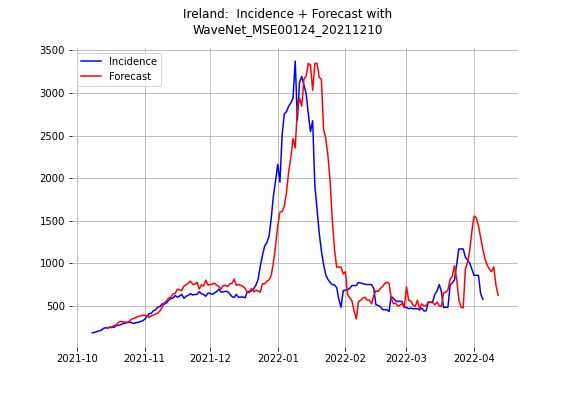 Ireland:  Incidence + Forecast with
WaveNet_MSE00124_20211210
3500
Incidence
Forecast
3000
2500
2000
1500
1000
500
2021-10 2021-11 2021-12 2022-01 2022-02 2022-03 2022-04